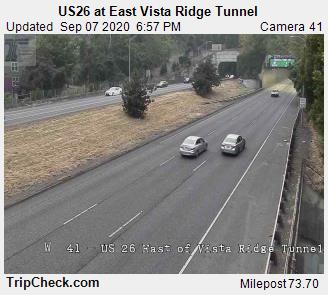 US26 at East Vista Ridge Tunnel
Updated Sep 07 2020 6:57 PM Camera 41
W 41 - US 26 East of Vista Ridge Tunnel
TripCheck.com Milepost 73.70